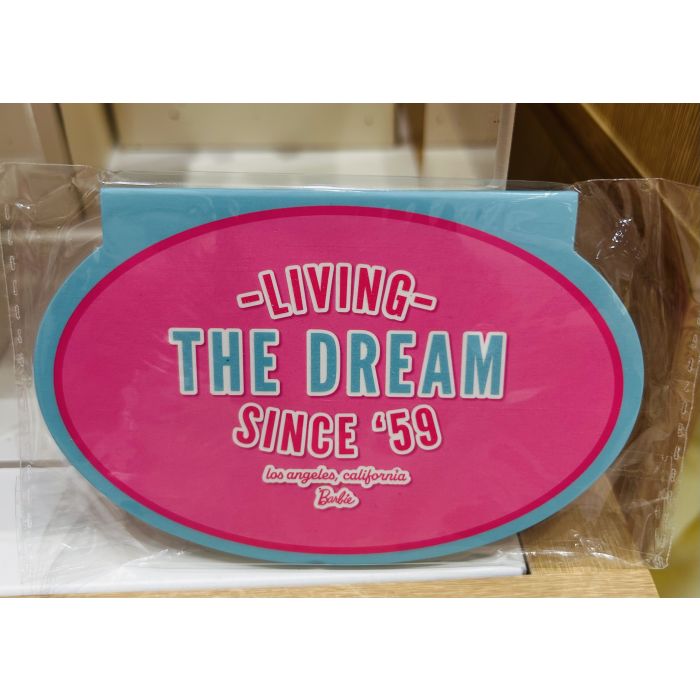 -LIVING-
THE DREAM
SINCE '59
los angeles, california
Barbie